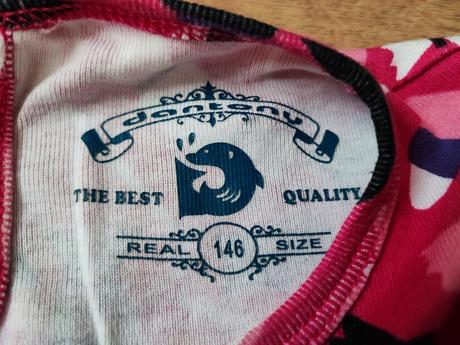 dantony
THE BEST QUALITY
REAL 146 SIZE